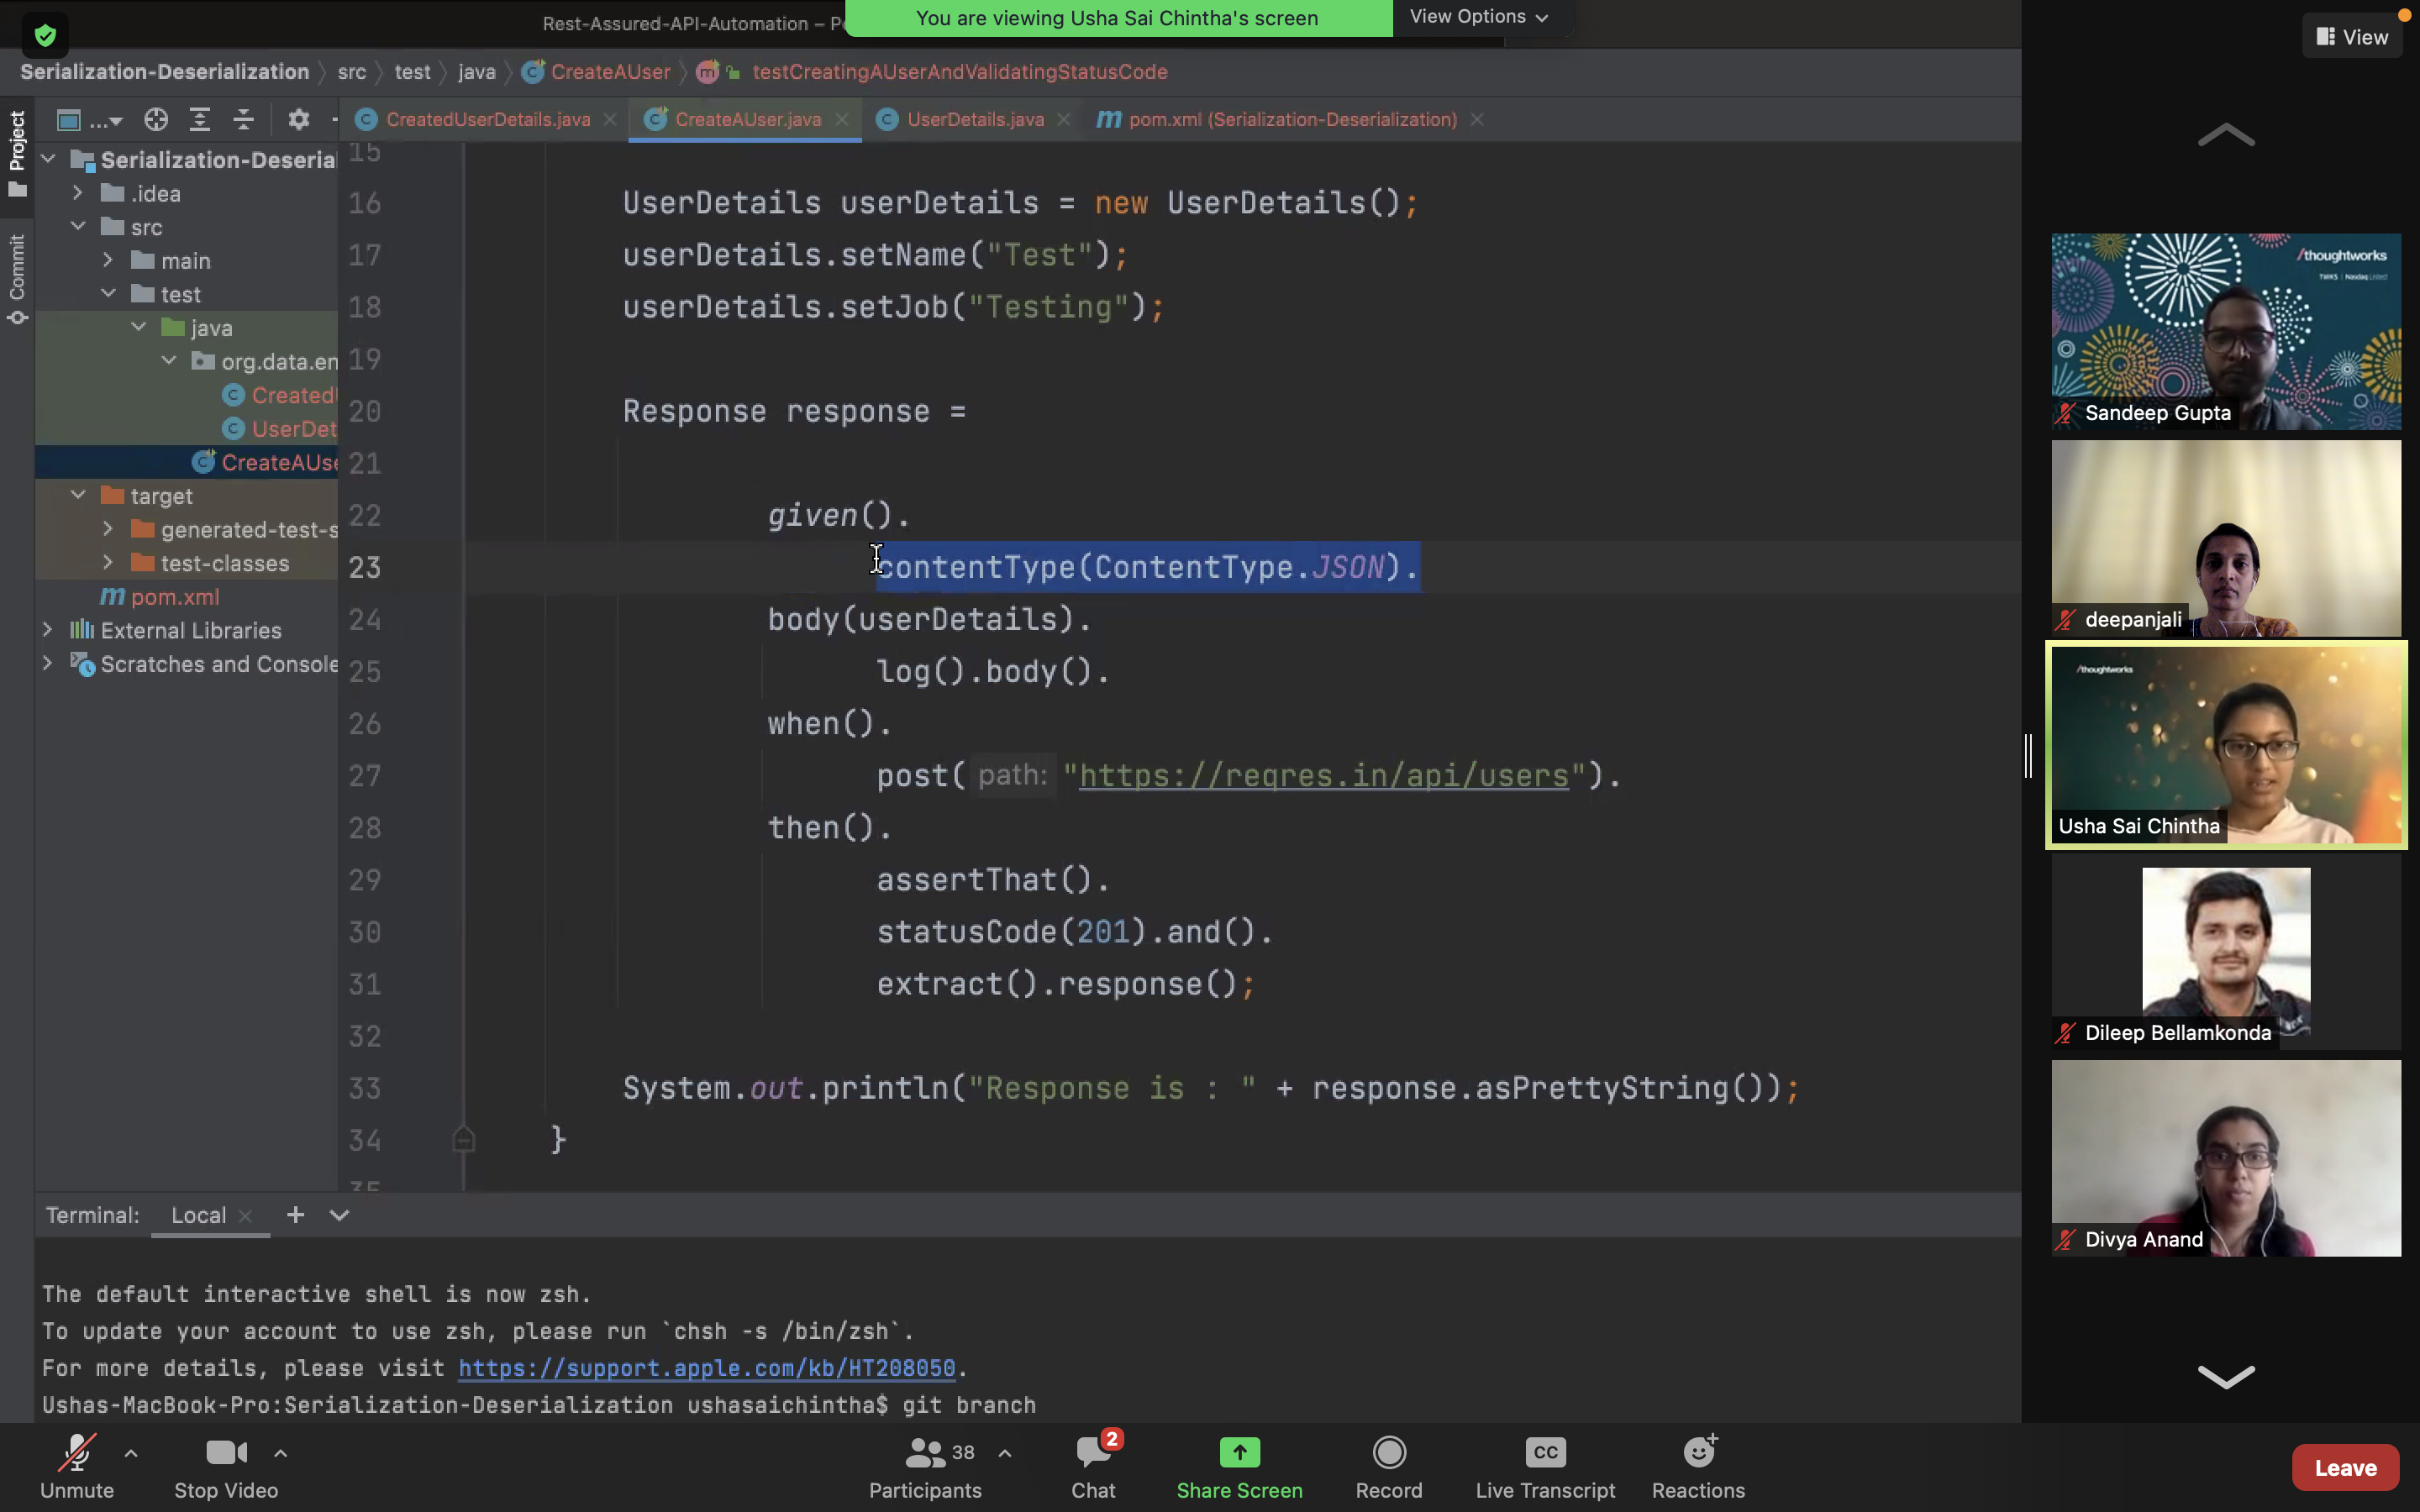 Rest-Assured-API-Automation –
You are viewing Usha Sai Chintha's screen
View Options
View
Serialization-Deserialization
src
test
java
CreateAUser
testCreatingAUserAndValidatingStatusCode
Project
Commit
...
CreatedUserDetails.java
CreateAUser.java
UserDetails.java
pom.xml (Serialization-Deserialization)
Serialization-Deseria
.idea
src
main
test
java
org.data.en
Created
UserDet
CreateAUse
target
generated-test-s
test-classes
pom.xml
External Libraries
Scratches and Console
15
16 UserDetails userDetails = new UserDetails();
17 userDetails.setName("Test");
18 userDetails.setJob("Testing");
19
20 Response response =
21
22 given().
23 contentType(ContentType.JSON).
24 body(userDetails).
25 log().body().
26 when().
27 post( path: "https://reqres.in/api/users").
28 then().
29 assertThat().
30 statusCode(201).and().
31 extract().response();
32
33 System.out.println("Response is : " + response.asPrettyString());
34 }
35
Terminal: Local
The default interactive shell is now zsh.
To update your account to use zsh, please run `chsh -s /bin/zsh`.
For more details, please visit https://support.apple.com/kb/HT208050.
Ushas-MacBook-Pro:Serialization-Deserialization ushasaichintha$ git branch
/thoughtworks
TWKS | Nasdaq Listed
Sandeep Gupta
deepanjali
/thoughtworks
Usha Sai Chintha
Dileep Bellamkonda
Divya Anand
Unmute
Stop Video
38
Participants
2
Chat
Share Screen
Record
CC
Live Transcript
Reactions
Leave